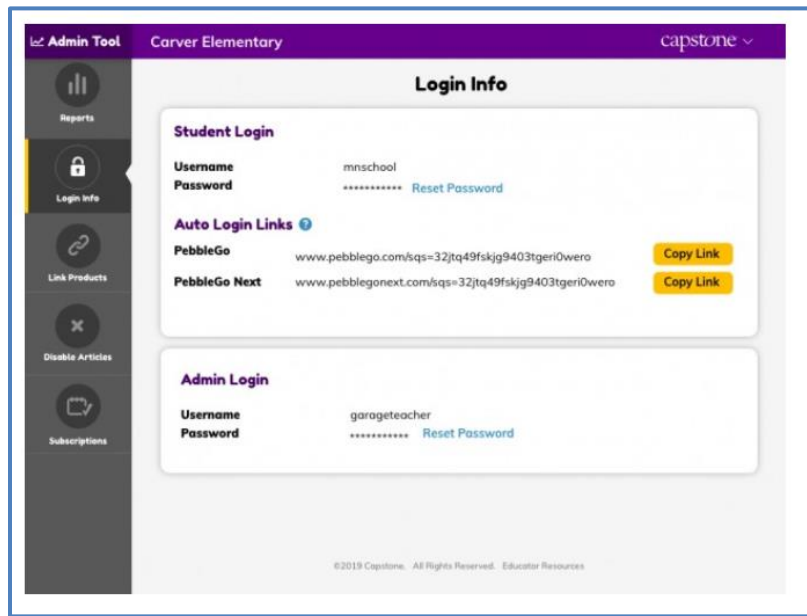 Admin Tool
Carver Elementary
capstone
Reports
Login Info
Link Products
Disable Articles
Subscriptions
Login Info
Student Login
Username mnschool
Password *********** Reset Password
Auto Login Links ?
PebbleGo www.pebblego.com/sqs=32jtq49fskjg9403tgeri0wero Copy Link
PebbleGo Next www.pebblegonext.com/sqs=32jtq49fskjg9403tgeri0wero Copy Link
Admin Login
Username garageteacher
Password *********** Reset Password
©2019 Capstone. All Rights Reserved. Educator Resources